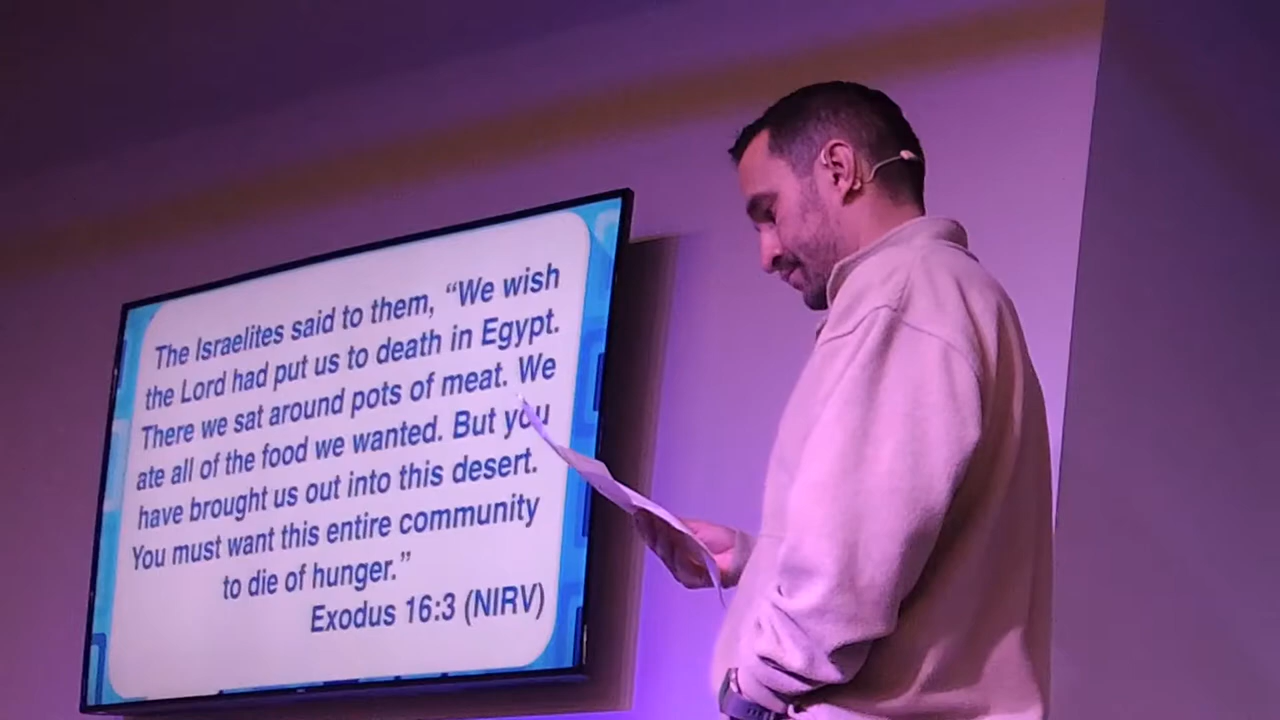 The Israelites said to them, “We wish
the Lord had put us to death in Egypt.
There we sat around pots of meat. We
ate all of the food we wanted. But you
have brought us out into this desert.
You must want this entire community
to die of hunger.”
Exodus 16:3 (NIRV)